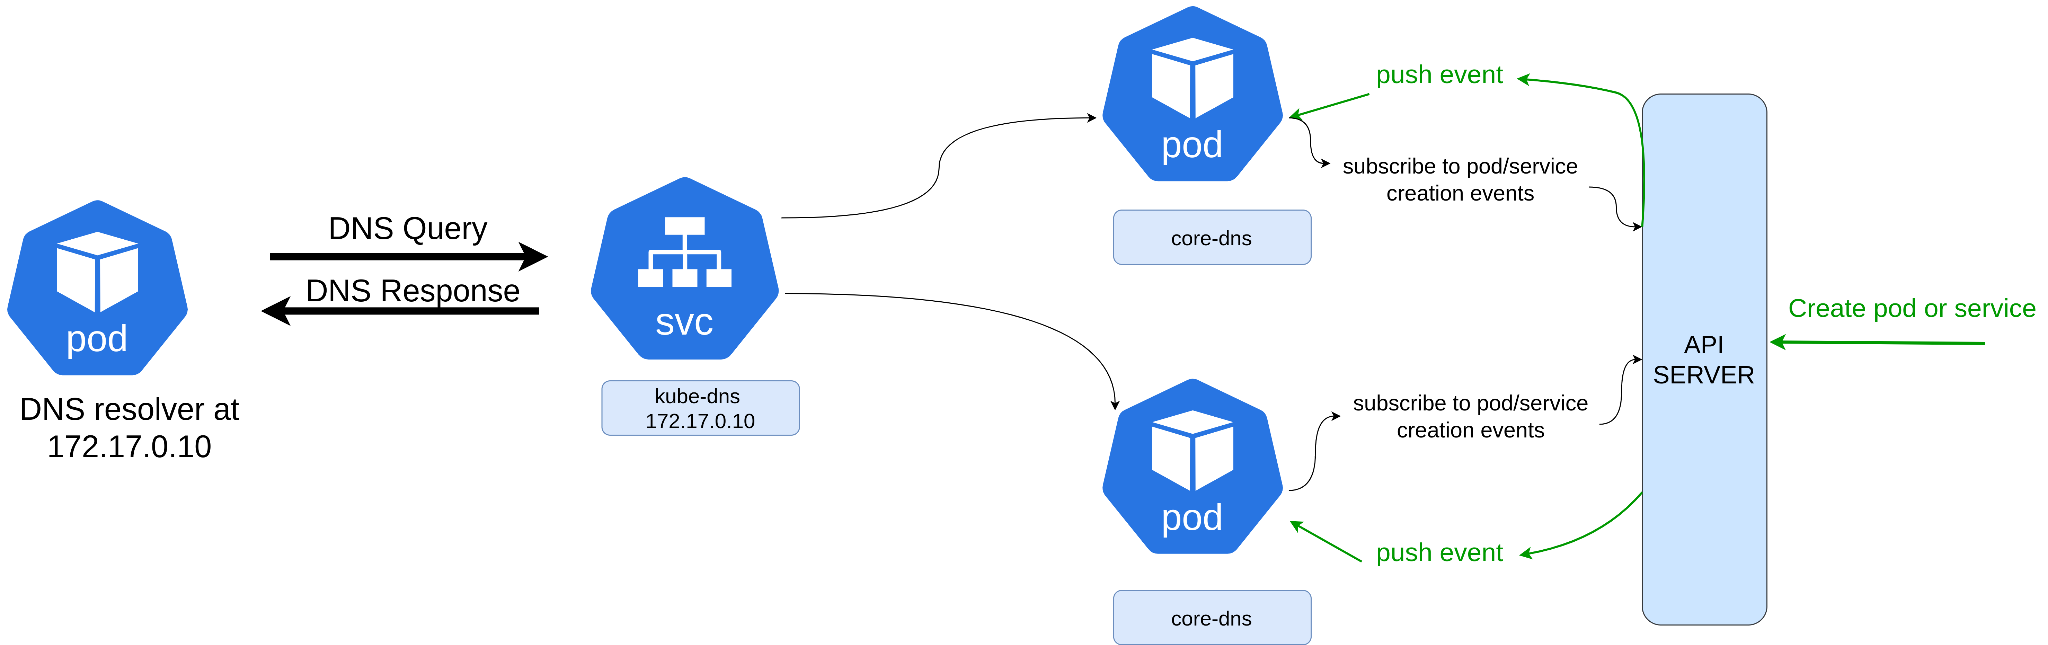 pod
DNS resolver at
172.17.0.10
DNS Query
DNS Response
svc
kube-dns
172.17.0.10
pod
core-dns
push event
subscribe to pod/service
creation events
pod
core-dns
subscribe to pod/service
creation events
push event
API
SERVER
Create pod or service